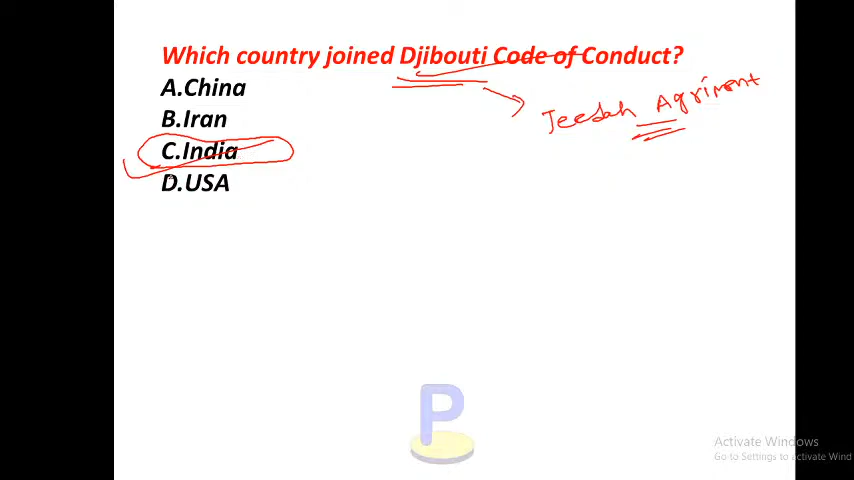 Which country joined Djibouti Code of Conduct?
A.China
B.Iran
C.India
D.USA
Jeedah Agriment
P
Activate Windows
Go to Settings to activate Wind